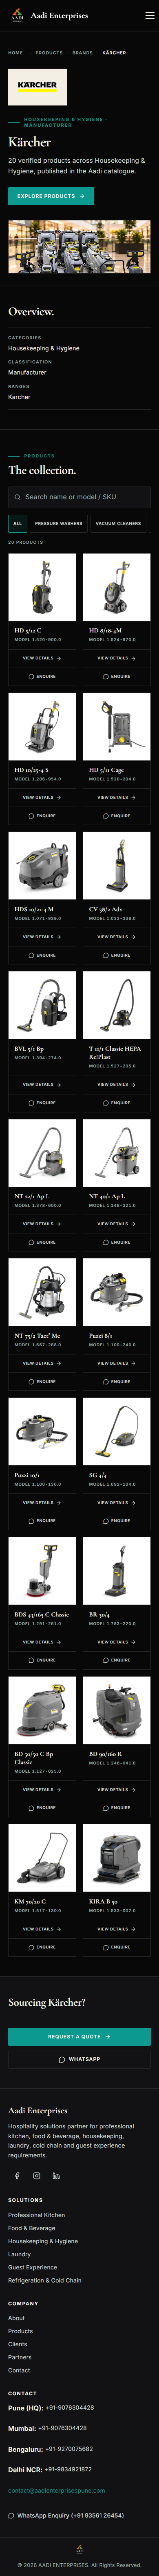 Aadi Enterprises
HOME PRODUCTS BRANDS KÄRCHER
KÄRCHER
HOUSEKEEPING & HYGIENE ·
MANUFACTURER
Kärcher
20 verified products across Housekeeping &
Hygiene, published in the Aadi catalogue.
EXPLORE PRODUCTS →
Overview.
CATEGORIES
Housekeeping & Hygiene
CLASSIFICATION
Manufacturer
RANGES
Karcher
PRODUCTS
The collection.
Search name or model / SKU
ALL PRESSURE WASHERS VACUUM CLEANERS
20 PRODUCTS
HD 5/12 C
MODEL 1.520-900.0
VIEW DETAILS →
ENQUIRE
HD 8/18-4M
MODEL 1.524-970.0
VIEW DETAILS →
ENQUIRE
HD 10/25-4 S
MODEL 1.286-954.0
VIEW DETAILS →
ENQUIRE
HD 5/11 Cage
MODEL 1.520-204.0
VIEW DETAILS →
ENQUIRE
HDS 10/21-4 M
MODEL 1.071-939.0
VIEW DETAILS →
ENQUIRE
CV 38/2 Adv
MODEL 1.033-336.0
VIEW DETAILS →
ENQUIRE
BVL 5/1 Bp
MODEL 1.394-274.0
VIEW DETAILS →
ENQUIRE
T 11/1 Classic HEPA
Re!Plast
MODEL 1.527-205.0
VIEW DETAILS →
ENQUIRE
NT 22/1 Ap L
MODEL 1.378-600.0
VIEW DETAILS →
ENQUIRE
NT 40/1 Ap L
MODEL 1.148-321.0
VIEW DETAILS →
ENQUIRE
NT 75/2 Tact² Me
MODEL 1.667-288.0
VIEW DETAILS →
ENQUIRE
Puzzi 8/1
MODEL 1.100-240.0
VIEW DETAILS →
ENQUIRE
Puzzi 10/1
MODEL 1.100-130.0
VIEW DETAILS →
ENQUIRE
SG 4/4
MODEL 1.092-104.0
VIEW DETAILS →
ENQUIRE
BDS 43/165 C Classic
MODEL 1.291-261.0
VIEW DETAILS →
ENQUIRE
BR 30/4
MODEL 1.783-220.0
VIEW DETAILS →
ENQUIRE
BD 50/50 C Bp
Classic
MODEL 1.127-025.0
VIEW DETAILS →
ENQUIRE
BD 90/160 R
MODEL 1.246-041.0
VIEW DETAILS →
ENQUIRE
KM 70/20 C
MODEL 1.517-130.0
VIEW DETAILS →
ENQUIRE
KIRA B 50
MODEL 1.533-002.0
VIEW DETAILS →
ENQUIRE
Sourcing Kärcher?
REQUEST A QUOTE →
WHATSAPP
Aadi Enterprises
Hospitality solutions partner for professional
kitchen, food & beverage, housekeeping,
laundry, cold chain and guest experience
requirements.
SOLUTIONS
Professional Kitchen
Food & Beverage
Housekeeping & Hygiene
Laundry
Guest Experience
Refrigeration & Cold Chain
COMPANY
About
Products
Clients
Partners
Contact
CONTACT
Pune (HQ): +91-9076304428
Mumbai: +91-9076304428
Bengaluru: +91-9270075682
Delhi NCR: +91-9834921872
contact@aadienterprisespune.com
WhatsApp Enquiry (+91 93561 26454)
© 2026 AADI ENTERPRISES. All Rights Reserved.